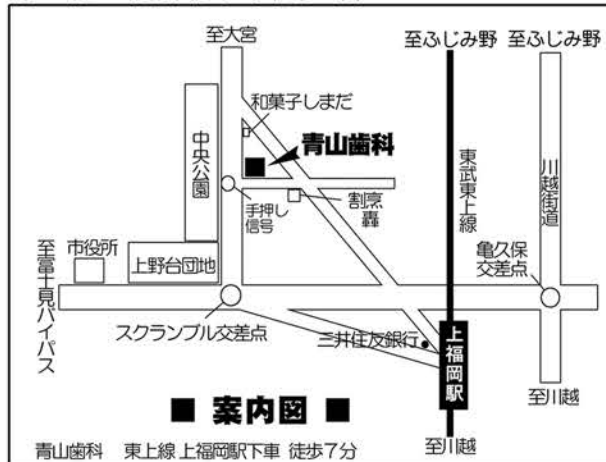 至大宮
至ふじみ野
至ふじみ野
和菓子しまだ
青山歯科
中央公園
東武東上線
川越街道
手押し
信号
割烹
轟
至富士見バイパス
市役所
上野台団地
亀久保
交差点
スクランブル交差点
三井住友銀行
上福岡駅
至川越
■ 案内図 ■
至川越
青山歯科 東上線 上福岡駅下車 徒歩7分